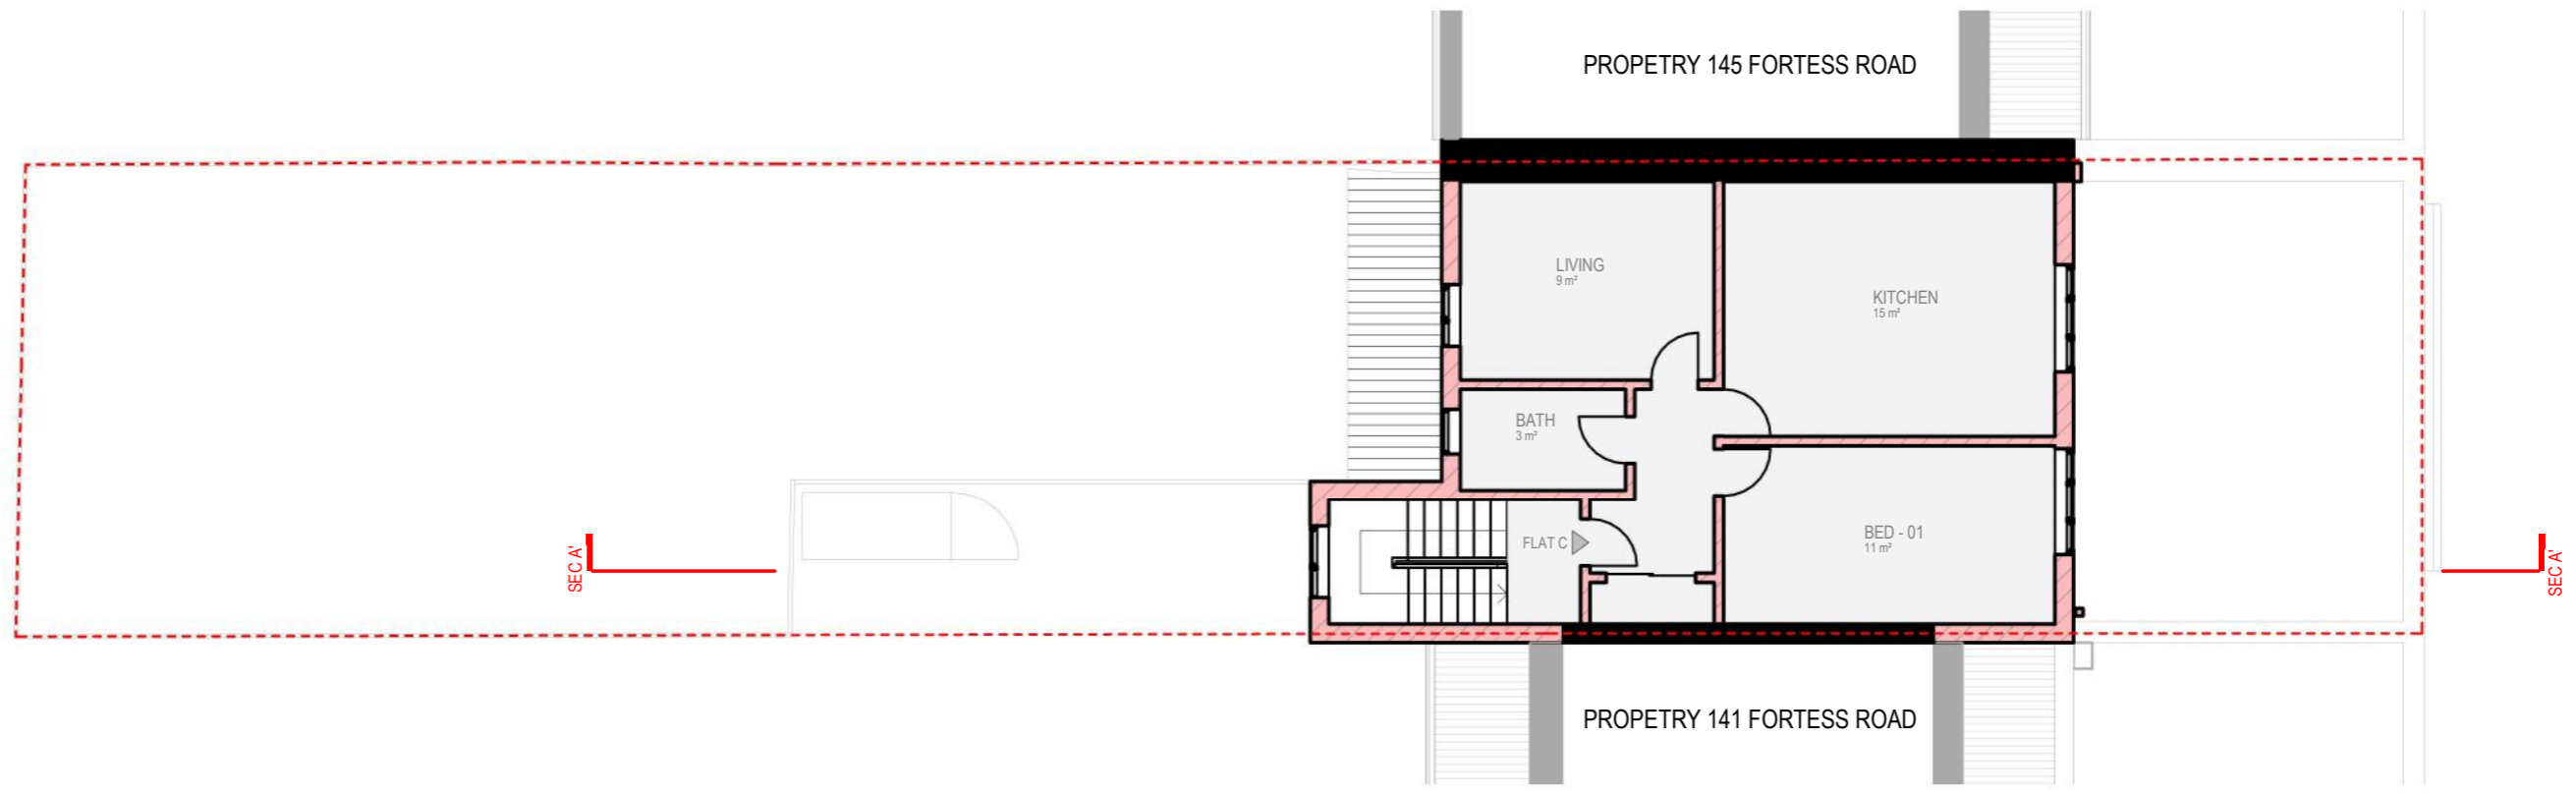 PROPETRY 145 FORTESS ROAD
LIVING
9 m²
KITCHEN
15 m²
BATH
3 m²
FLAT C
BED - 01
11 m²
SEC A'
SEC A'
PROPETRY 141 FORTESS ROAD